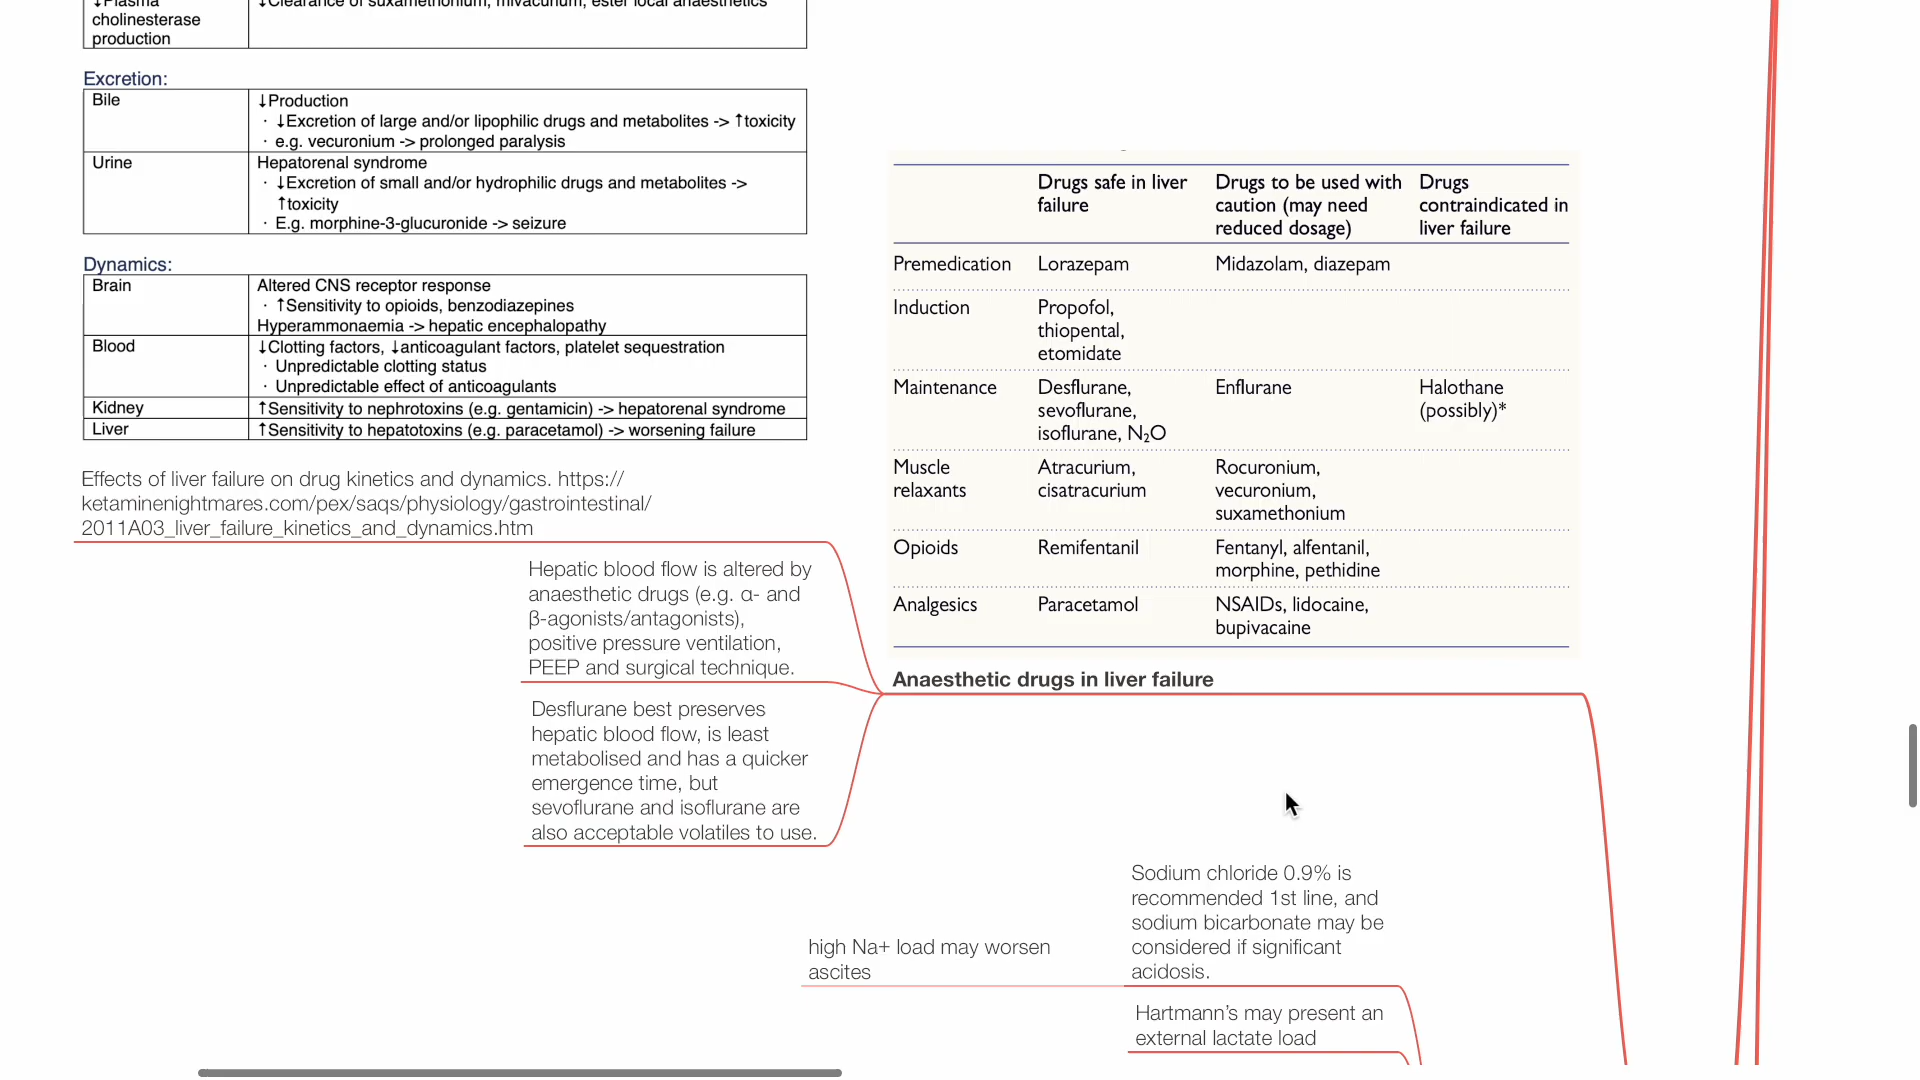 ↓Plasma
cholinesterase
production
↓Clearance of suxamethonium, mivacurium, ester local anaesthetics
Excretion:
Bile
↓Production
· ↓Excretion of large and/or lipophilic drugs and metabolites -> ↑toxicity
· e.g. vecuronium -> prolonged paralysis
Urine
Hepatorenal syndrome
· ↓Excretion of small and/or hydrophilic drugs and metabolites ->
↑toxicity
· E.g. morphine-3-glucuronide -> seizure
Dynamics:
Brain
Altered CNS receptor response
· ↑Sensitivity to opioids, benzodiazepines
Hyperammonaemia -> hepatic encephalopathy
Blood
↓Clotting factors, ↓anticoagulant factors, platelet sequestration
· Unpredictable clotting status
· Unpredictable effect of anticoagulants
Kidney
↑Sensitivity to nephrotoxins (e.g. gentamicin) -> hepatorenal syndrome
Liver
↑Sensitivity to hepatotoxins (e.g. paracetamol) -> worsening failure
Effects of liver failure on drug kinetics and dynamics. https://
ketaminenightmares.com/pex/saqs/physiology/gastrointestinal/
2011A03_liver_failure_kinetics_and_dynamics.htm
Hepatic blood flow is altered by
anaesthetic drugs (e.g. α- and
β-agonists/antagonists),
positive pressure ventilation,
PEEP and surgical technique.
Desflurane best preserves
hepatic blood flow, is least
metabolised and has a quicker
emergence time, but
sevoflurane and isoflurane are
also acceptable volatiles to use.
Drugs safe in liver
failure
Drugs to be used with
caution (may need
reduced dosage)
Drugs
contraindicated in
liver failure
Premedication
Lorazepam
Midazolam, diazepam
Induction
Propofol,
thiopental,
etomidate
Maintenance
Desflurane,
sevoflurane,
isoflurane, N₂O
Enflurane
Halothane
(possibly)*
Muscle
relaxants
Atracurium,
cisatracurium
Rocuronium,
vecuronium,
suxamethonium
Opioids
Remifentanil
Fentanyl, alfentanil,
morphine, pethidine
Analgesics
Paracetamol
NSAIDs, lidocaine,
bupivacaine
Anaesthetic drugs in liver failure
Sodium chloride 0.9% is
recommended 1st line, and
sodium bicarbonate may be
considered if significant
acidosis.
high Na+ load may worsen
ascites
Hartmann's may present an
external lactate load